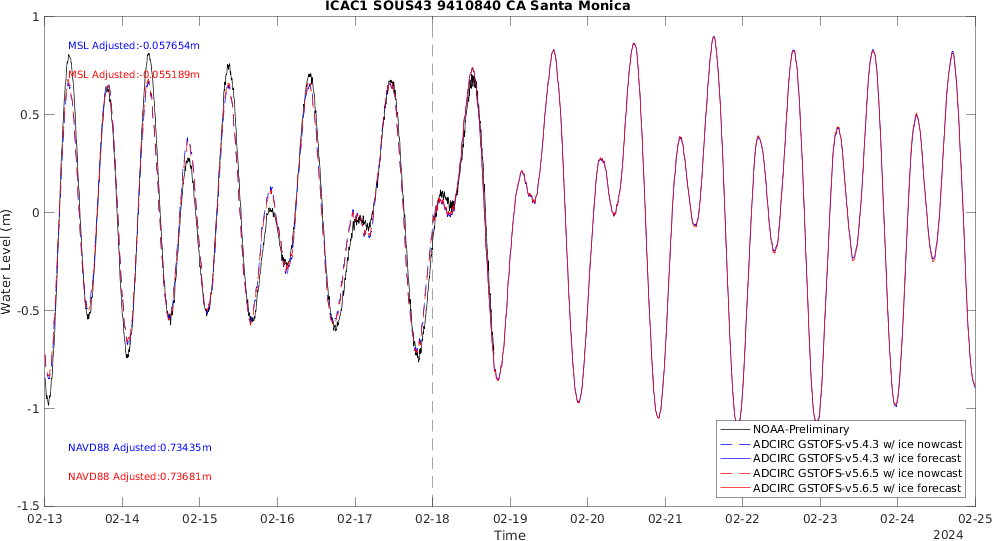 ICAC1 SOUS43 9410840 CA Santa Monica
MSL Adjusted:-0.057654m
MSL Adjusted:-0.055189m
NAVD88 Adjusted:0.73435m
NAVD88 Adjusted:0.73681m
Water Level (m)
1
0.5
0
-0.5
-1
-1.5
NOAA-Preliminary
ADCIRC GSTOFS-v5.4.3 w/ ice nowcast
ADCIRC GSTOFS-v5.4.3 w/ ice forecast
ADCIRC GSTOFS-v5.6.5 w/ ice nowcast
ADCIRC GSTOFS-v5.6.5 w/ ice forecast
02-13 02-14 02-15 02-16 02-17 02-18 02-19 02-20 02-21 02-22 02-23 02-24 02-25
Time
2024